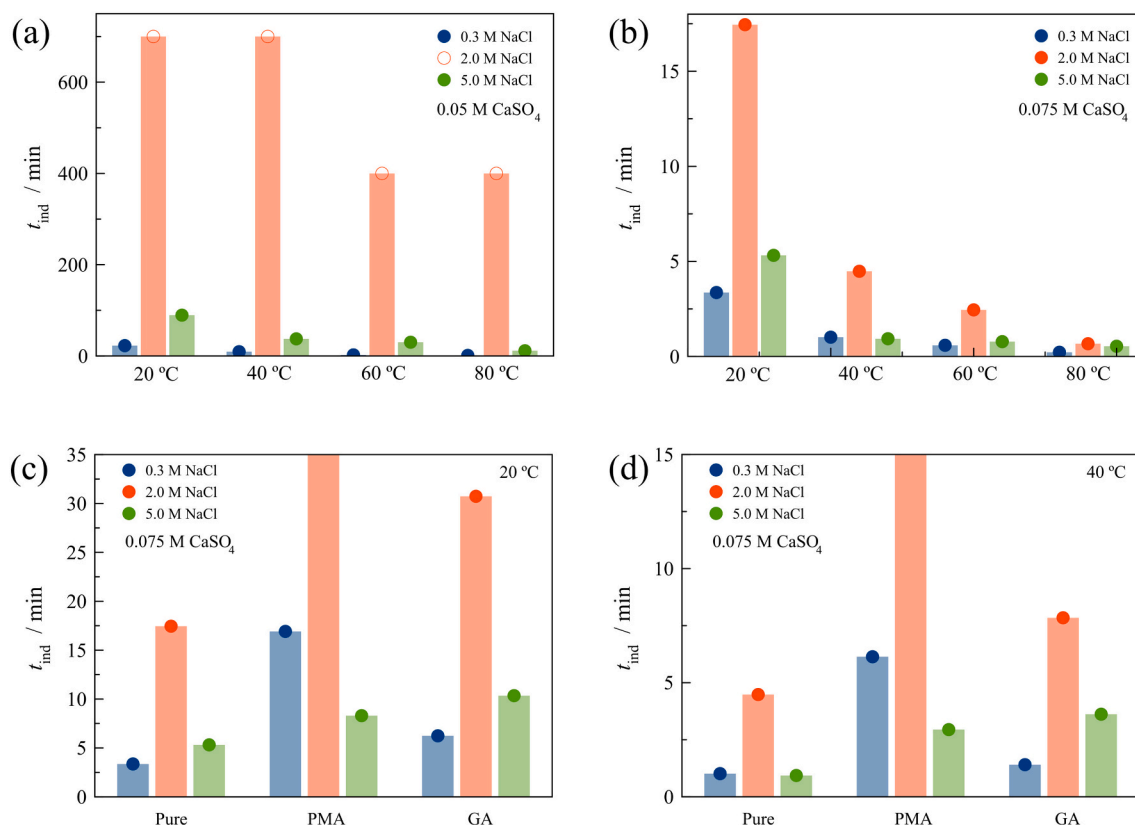 (a)
0.3 M NaCl
2.0 M NaCl
5.0 M NaCl
0.05 M CaSO₄
t_ind / min
600
400
200
0
20 ºC 40 ºC 60 ºC 80 ºC
(b)
0.3 M NaCl
2.0 M NaCl
5.0 M NaCl
0.075 M CaSO₄
t_ind / min
15
10
5
0
20 ºC 40 ºC 60 ºC 80 ºC
(c)
0.3 M NaCl
2.0 M NaCl
5.0 M NaCl
0.075 M CaSO₄
20 ºC
t_ind / min
35
30
25
20
15
10
5
0
Pure PMA GA
(d)
0.3 M NaCl
2.0 M NaCl
5.0 M NaCl
0.075 M CaSO₄
40 ºC
t_ind / min
15
10
5
0
Pure PMA GA